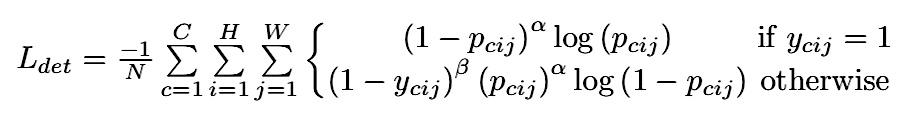 L_{det} = \frac{-1}{N} \sum_{c=1}^{C} \sum_{i=1}^{H} \sum_{j=1}^{W} \begin{cases} (1 - p_{cij})^{\alpha} \log (p_{cij}) & \text{if } y_{cij} = 1 \\ (1 - y_{cij})^{\beta} (p_{cij})^{\alpha} \log (1 - p_{cij}) & \text{otherwise} \end{cases}